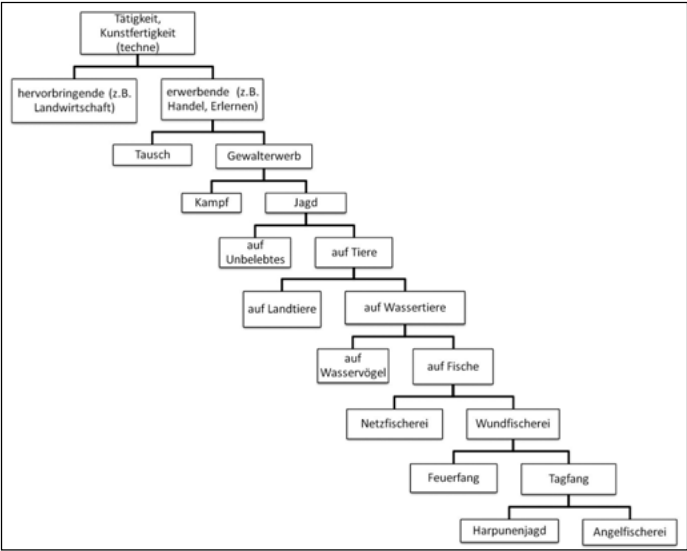 Tätigkeit,
Kunstfertigkeit
(techne)
hervorbringende (z.B.
Landwirtschaft)
erwerbende (z.B.
Handel, Erlernen)
Tausch
Gewalterwerb
Kampf
Jagd
auf
Unbelebtes
auf Tiere
auf Landtiere
auf Wassertiere
auf
Wasservögel
auf Fische
Netzfischerei
Wundfischerei
Feuerfang
Tagfang
Harpunenjagd
Angelfischerei